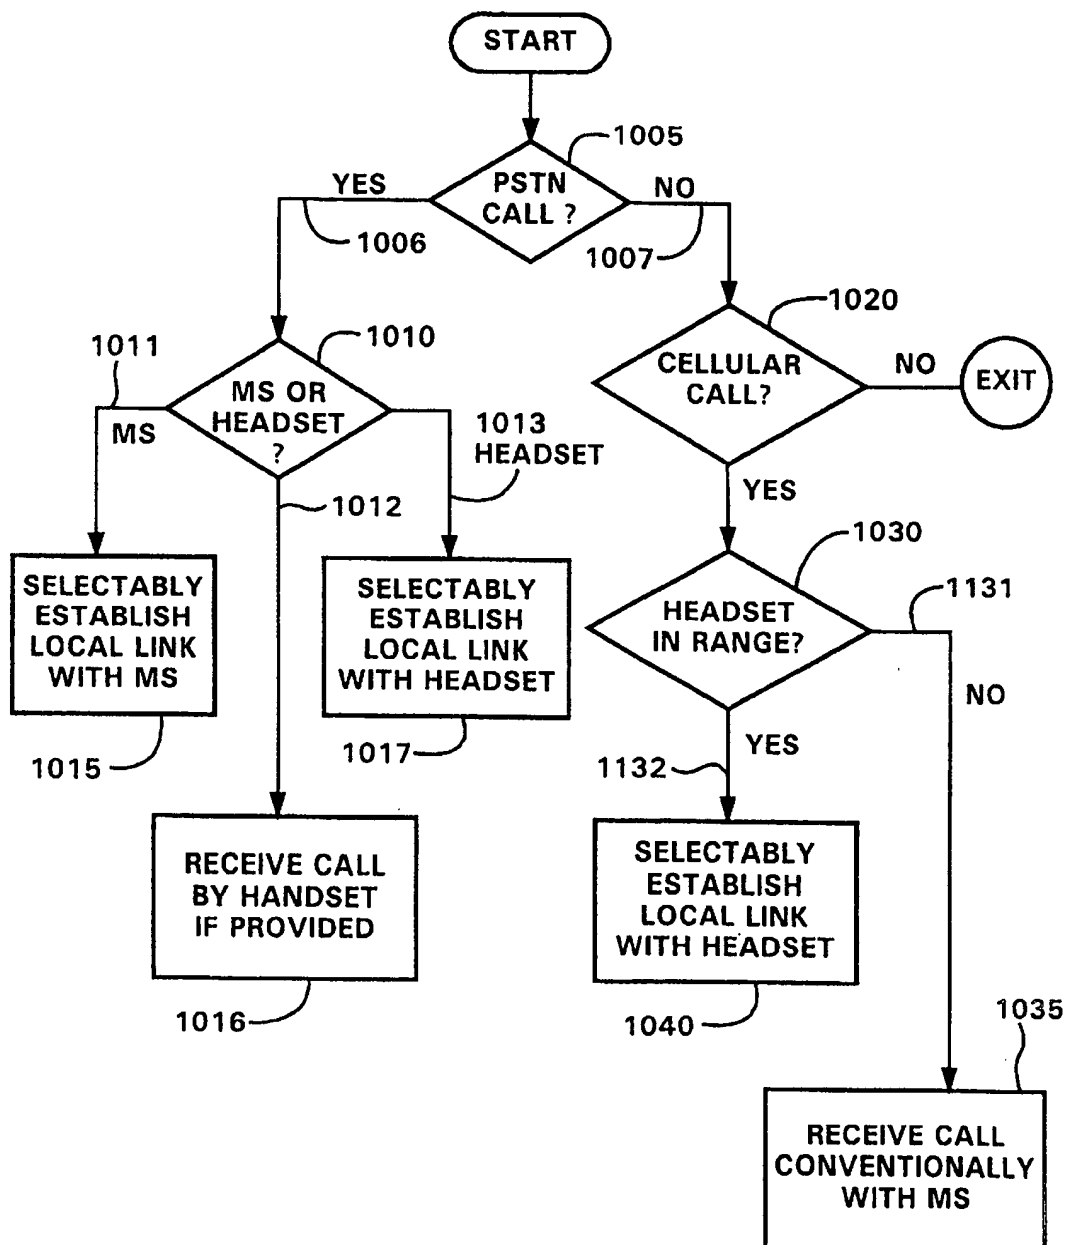 START
1005
PSTN
CALL ?
YES
NO
1006
1007
1020
1010
1011
CELLULAR
CALL?
NO
EXIT
MS OR
HEADSET
?
MS
1013
HEADSET
1012
YES
1030
SELECTABLY
ESTABLISH
LOCAL LINK
WITH MS
SELECTABLY
ESTABLISH
LOCAL LINK
WITH HEADSET
HEADSET
IN RANGE?
1131
NO
1015
1017
YES
1132
RECEIVE CALL
BY HANDSET
IF PROVIDED
SELECTABLY
ESTABLISH
LOCAL LINK
WITH HEADSET
1016
1040
1035
RECEIVE CALL
CONVENTIONALLY
WITH MS